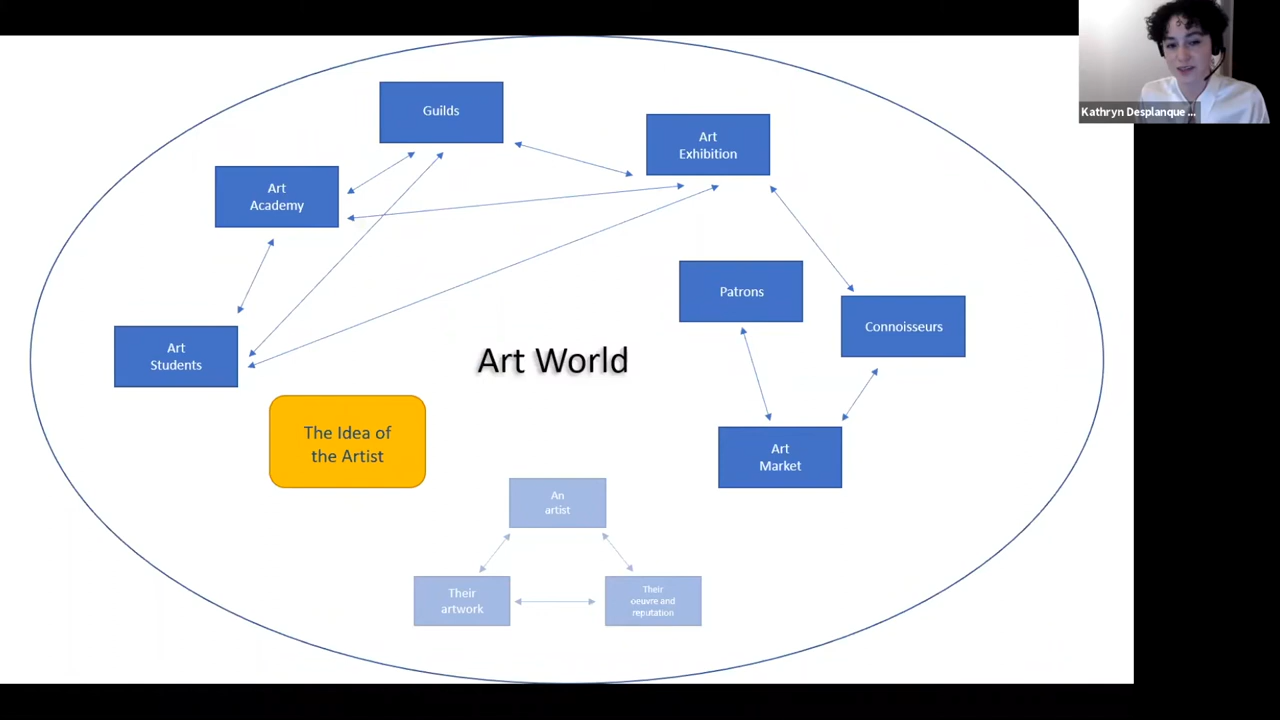 Kathryn Desplanque ...
Guilds
Art
Exhibition
Art
Academy
Patrons
Connoisseurs
Art
Students
Art World
The Idea of
the Artist
Art
Market
An
artist
Their
artwork
Their
oeuvre and
reputation